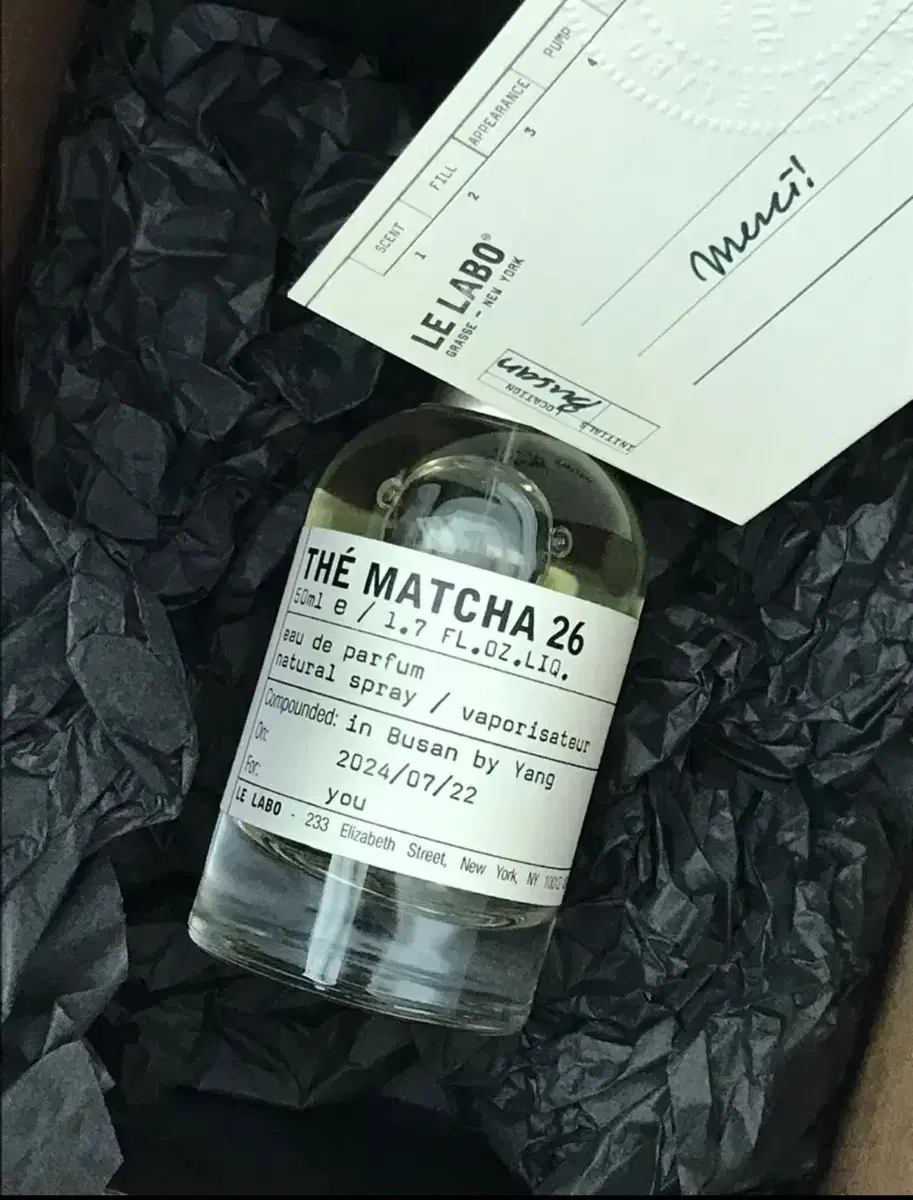 PUMP
APPEARANCE
FILL
SCENT
4
3
2
1
Merci!
LE LABO®
GRASSE - NEW YORK
Busan
LOCATION
INITIALS
THÉ MATCHA 26
50ml e / 1.7 FL.OZ.LIQ.
eau de parfum
natural spray / vaporisateur
Compounded: in Busan by Yang
On: 2024/07/22
For: you
LE LABO - 233 Elizabeth Street, New York, NY